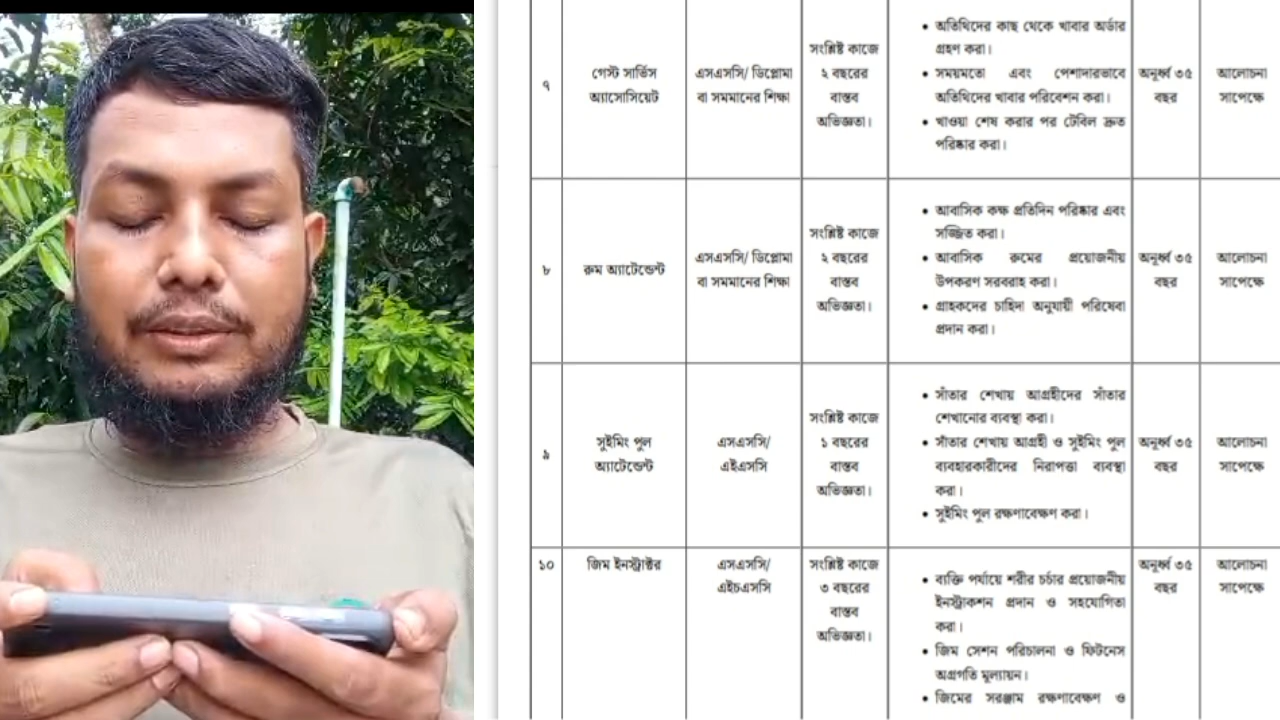 ৭
গেস্ট সার্ভিস
অ্যাসোসিয়েট
এসএসসি/ ডিপ্লোমা
বা সমমানের শিক্ষা
সংশ্লিষ্ট কাজে
২ বছরের
বাস্তব
অভিজ্ঞতা।
• অতিথিদের কাছ থেকে খাবার অর্ডার
গ্রহণ করা।
• সময়মতো এবং পেশাদারভাবে
অতিথিদের খাবার পরিবেশন করা।
• খাওয়া শেষ করার পর টেবিল দ্রুত
পরিষ্কার করা।
অনূর্ধ্ব ৩৫
বছর
আলোচনা
সাপেক্ষে
৮
রুম অ্যাটেন্ডেন্ট
এসএসসি/ ডিপ্লোমা
বা সমমানের শিক্ষা
সংশ্লিষ্ট কাজে
২ বছরের
বাস্তব
অভিজ্ঞতা।
• আবাসিক কক্ষ প্রতিদিন পরিষ্কার এবং
সজ্জিত করা।
• আবাসিক রুমের প্রয়োজনীয়
উপকরণ সরবরাহ করা।
• গ্রাহকদের চাহিদা অনুযায়ী পরিষেবা
প্রদান করা।
অনূর্ধ্ব ৩৫
বছর
আলোচনা
সাপেক্ষে
৯
সুইমিং পুল
অ্যাটেন্ডেন্ট
এসএসসি/
এইএসসি
সংশ্লিষ্ট কাজে
১ বছরের
বাস্তব
অভিজ্ঞতা।
• সাঁতার শেখায় আগ্রহীদের সাঁতার
শেখানোর ব্যবস্থা করা।
• সাঁতার শেখায় আগ্রহী ও সুইমিং পুল
ব্যবহারকারীদের নিরাপত্তা ব্যবস্থা
করা।
• সুইমিং পুল রক্ষণাবেক্ষণ করা।
অনূর্ধ্ব ৩৫
বছর
আলোচনা
সাপেক্ষে
১০
জিম ইনস্ট্রাক্টর
এসএসসি/
এইচএসসি
সংশ্লিষ্ট কাজে
৩ বছরের
বাস্তব
অভিজ্ঞতা।
• ব্যক্তি পর্যায়ে শরীর চর্চার প্রয়োজনীয়
ইনস্ট্রাকশন প্রদান ও সহযোগিতা
করা।
• জিম সেশন পরিচালনা ও ফিটনেস
অগ্রগতি মূল্যায়ন।
• জিমের সরঞ্জাম রক্ষণাবেক্ষণ ও
অনূর্ধ্ব ৩৫
বছর
আলোচনা
সাপেক্ষে